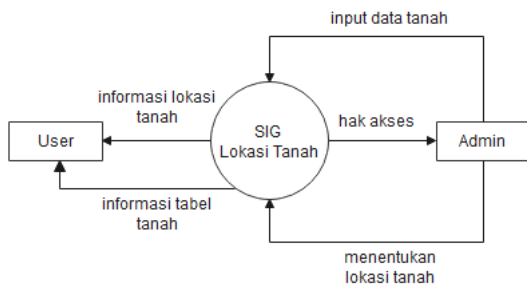 input data tanah
informasi lokasi
tanah
User
SIG
Lokasi Tanah
hak akses
Admin
informasi tabel
tanah
menentukan
lokasi tanah